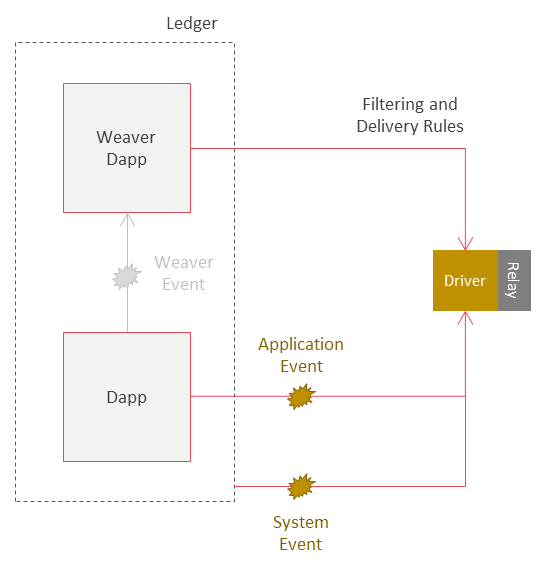 Ledger
Weaver
Dapp
Filtering and
Delivery Rules
Weaver
Event
Driver
Relay
Application
Event
Dapp
System
Event